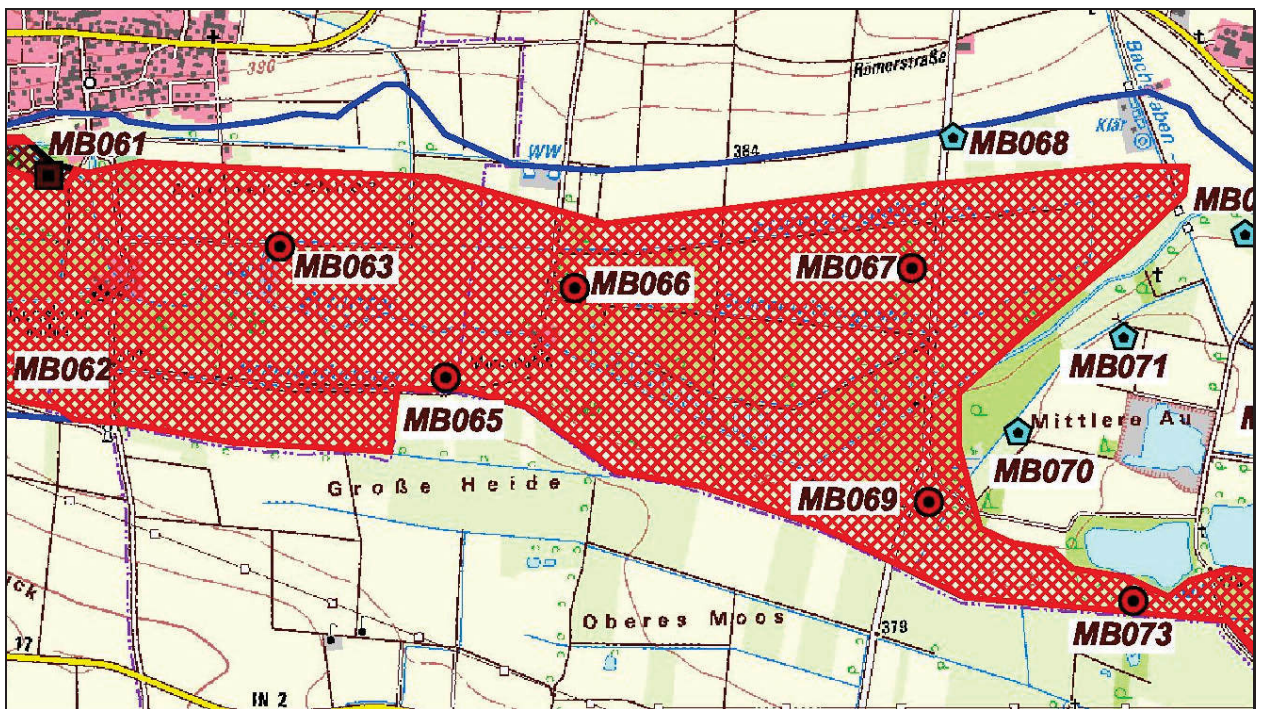 390
Römerstraße
Bachgraben
Klär
MB061
WW
384
MB068
MB0
MB063
MB066
MB067
MB062
MB071
MB065
Mittlere Au
MB070
Große Heide
MB069
Oberes Moos
379
MB073
17
IN 2